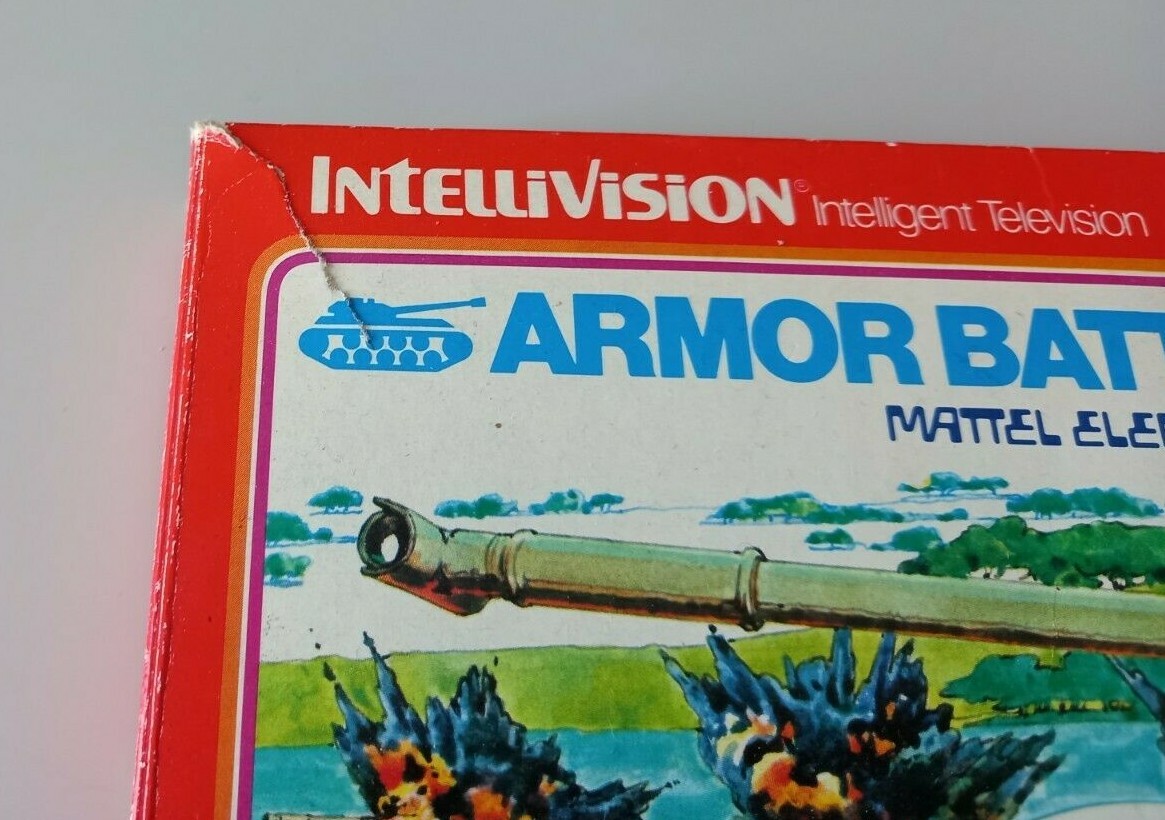 INTELLIVISION® Intelligent Television
ARMOR BATT
MATTEL ELE